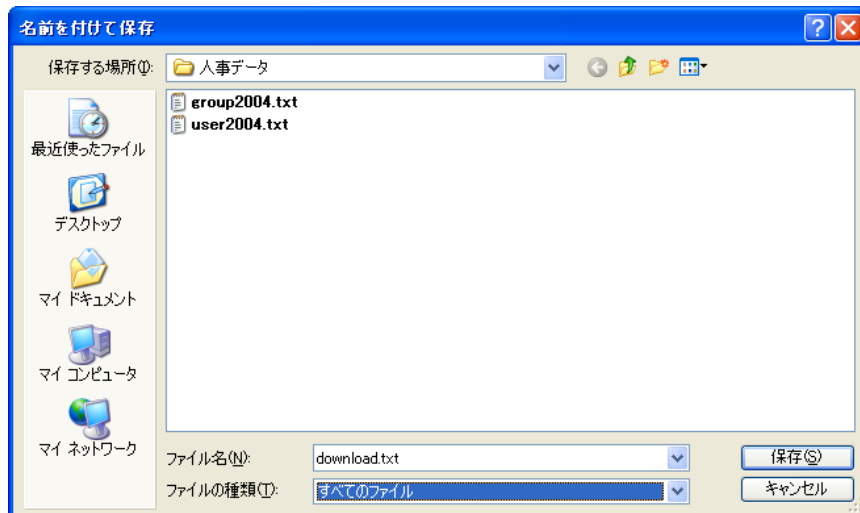 名前を付けて保存
保存する場所(I):
人事データ
group2004.txt
user2004.txt
最近使ったファイル
デスクトップ
マイ ドキュメント
マイ コンピュータ
マイ ネットワーク
ファイル名(N):
download.txt
保存(S)
ファイルの種類(T):
すべてのファイル
キャンセル